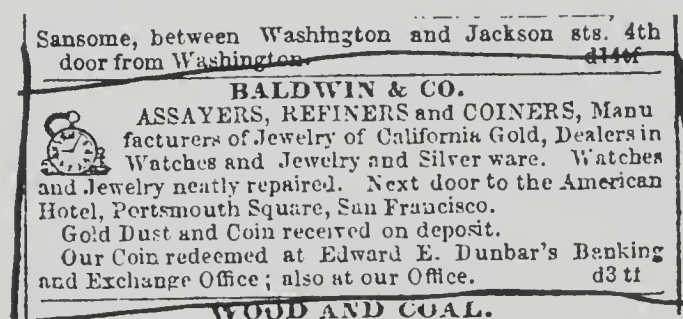 Sansome, between Washington and Jackson sts. 4th
door from Washington. d14tf
BALDWIN & CO.
ASSAYERS, REFINERS and COINERS, Manu
facturers of Jewelry of California Gold, Dealers in
Watches and Jewelry and Silver ware. Watches
and Jewelry neatly repaired. Next door to the American
Hotel, Portsmouth Square, San Francisco.
Gold Dust and Coin received on deposit.
Our Coin redeemed at Edward E. Dunbar's Banking
and Exchange Office; also at our Office. d3 tf
WOOD AND COAL.